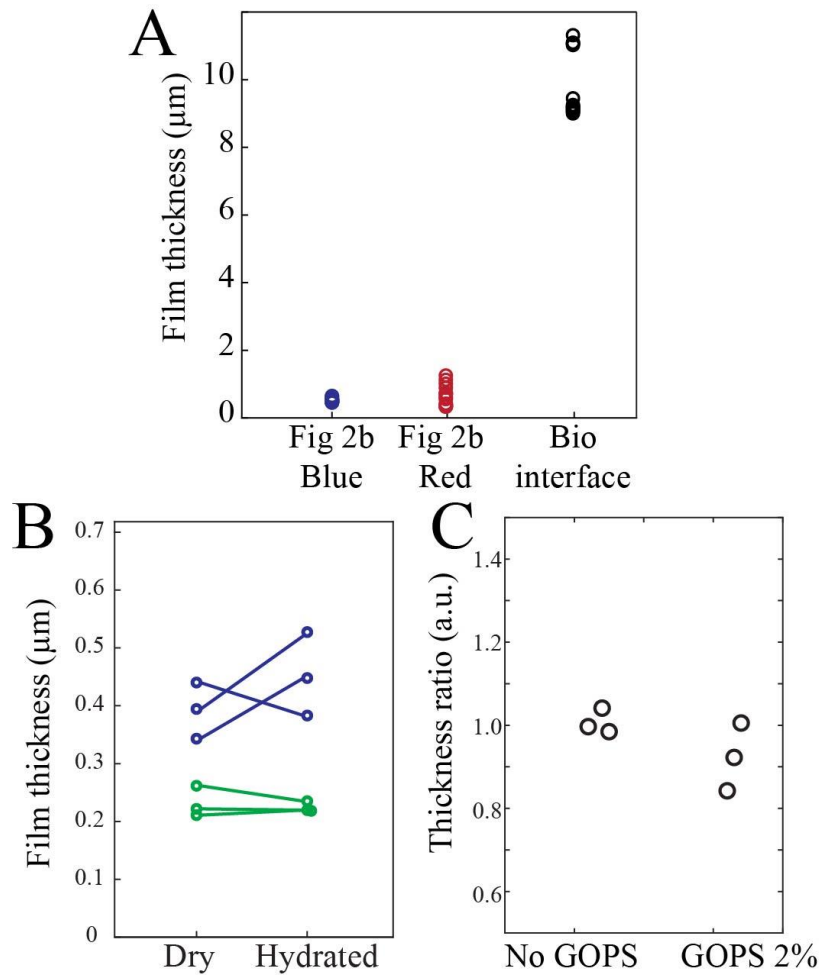 A
Film thickness (μm)
10
8
6
4
2
0
Fig 2b
Blue
Fig 2b
Red
Bio
interface
B
Film thickness (μm)
0.7
0.6
0.5
0.4
0.3
0.2
0.1
0
Dry
Hydrated
C
Thickness ratio (a.u.)
1.4
1.2
1.0
0.8
0.6
No GOPS
GOPS 2%